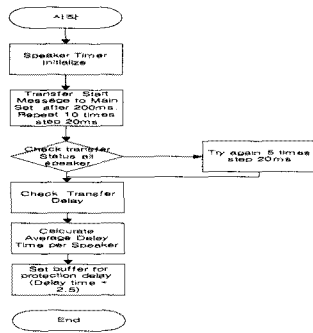 시작
Speaker Timer
Initialize
Transfer Start
Message to Main
Set after 200ms.
Repeat 10 times
step 20ms
Check transfer
Status all
speaker
Try again 5 times
step 20ms
Check Transfer
Delay
Calcurate
Average Delay
Time per Speaker
Set buffer for
protection delay
(Delay time *
2.5)
End